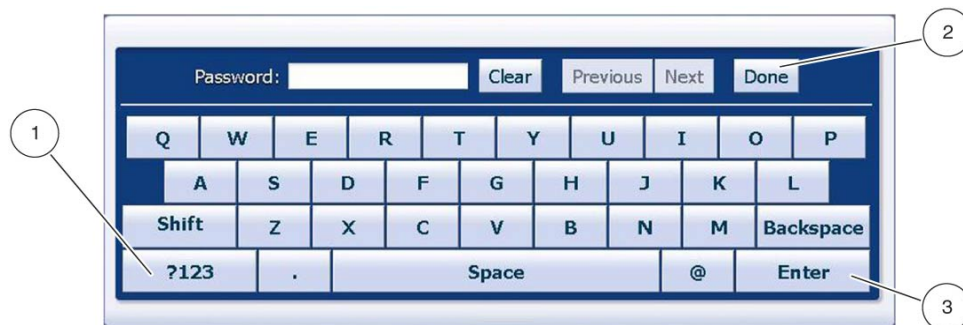 2
Password: Clear Previous Next Done
1
Q W E R T Y U I O P
A S D F G H J K L
Shift Z X C V B N M Backspace
?123 . Space @ Enter
3